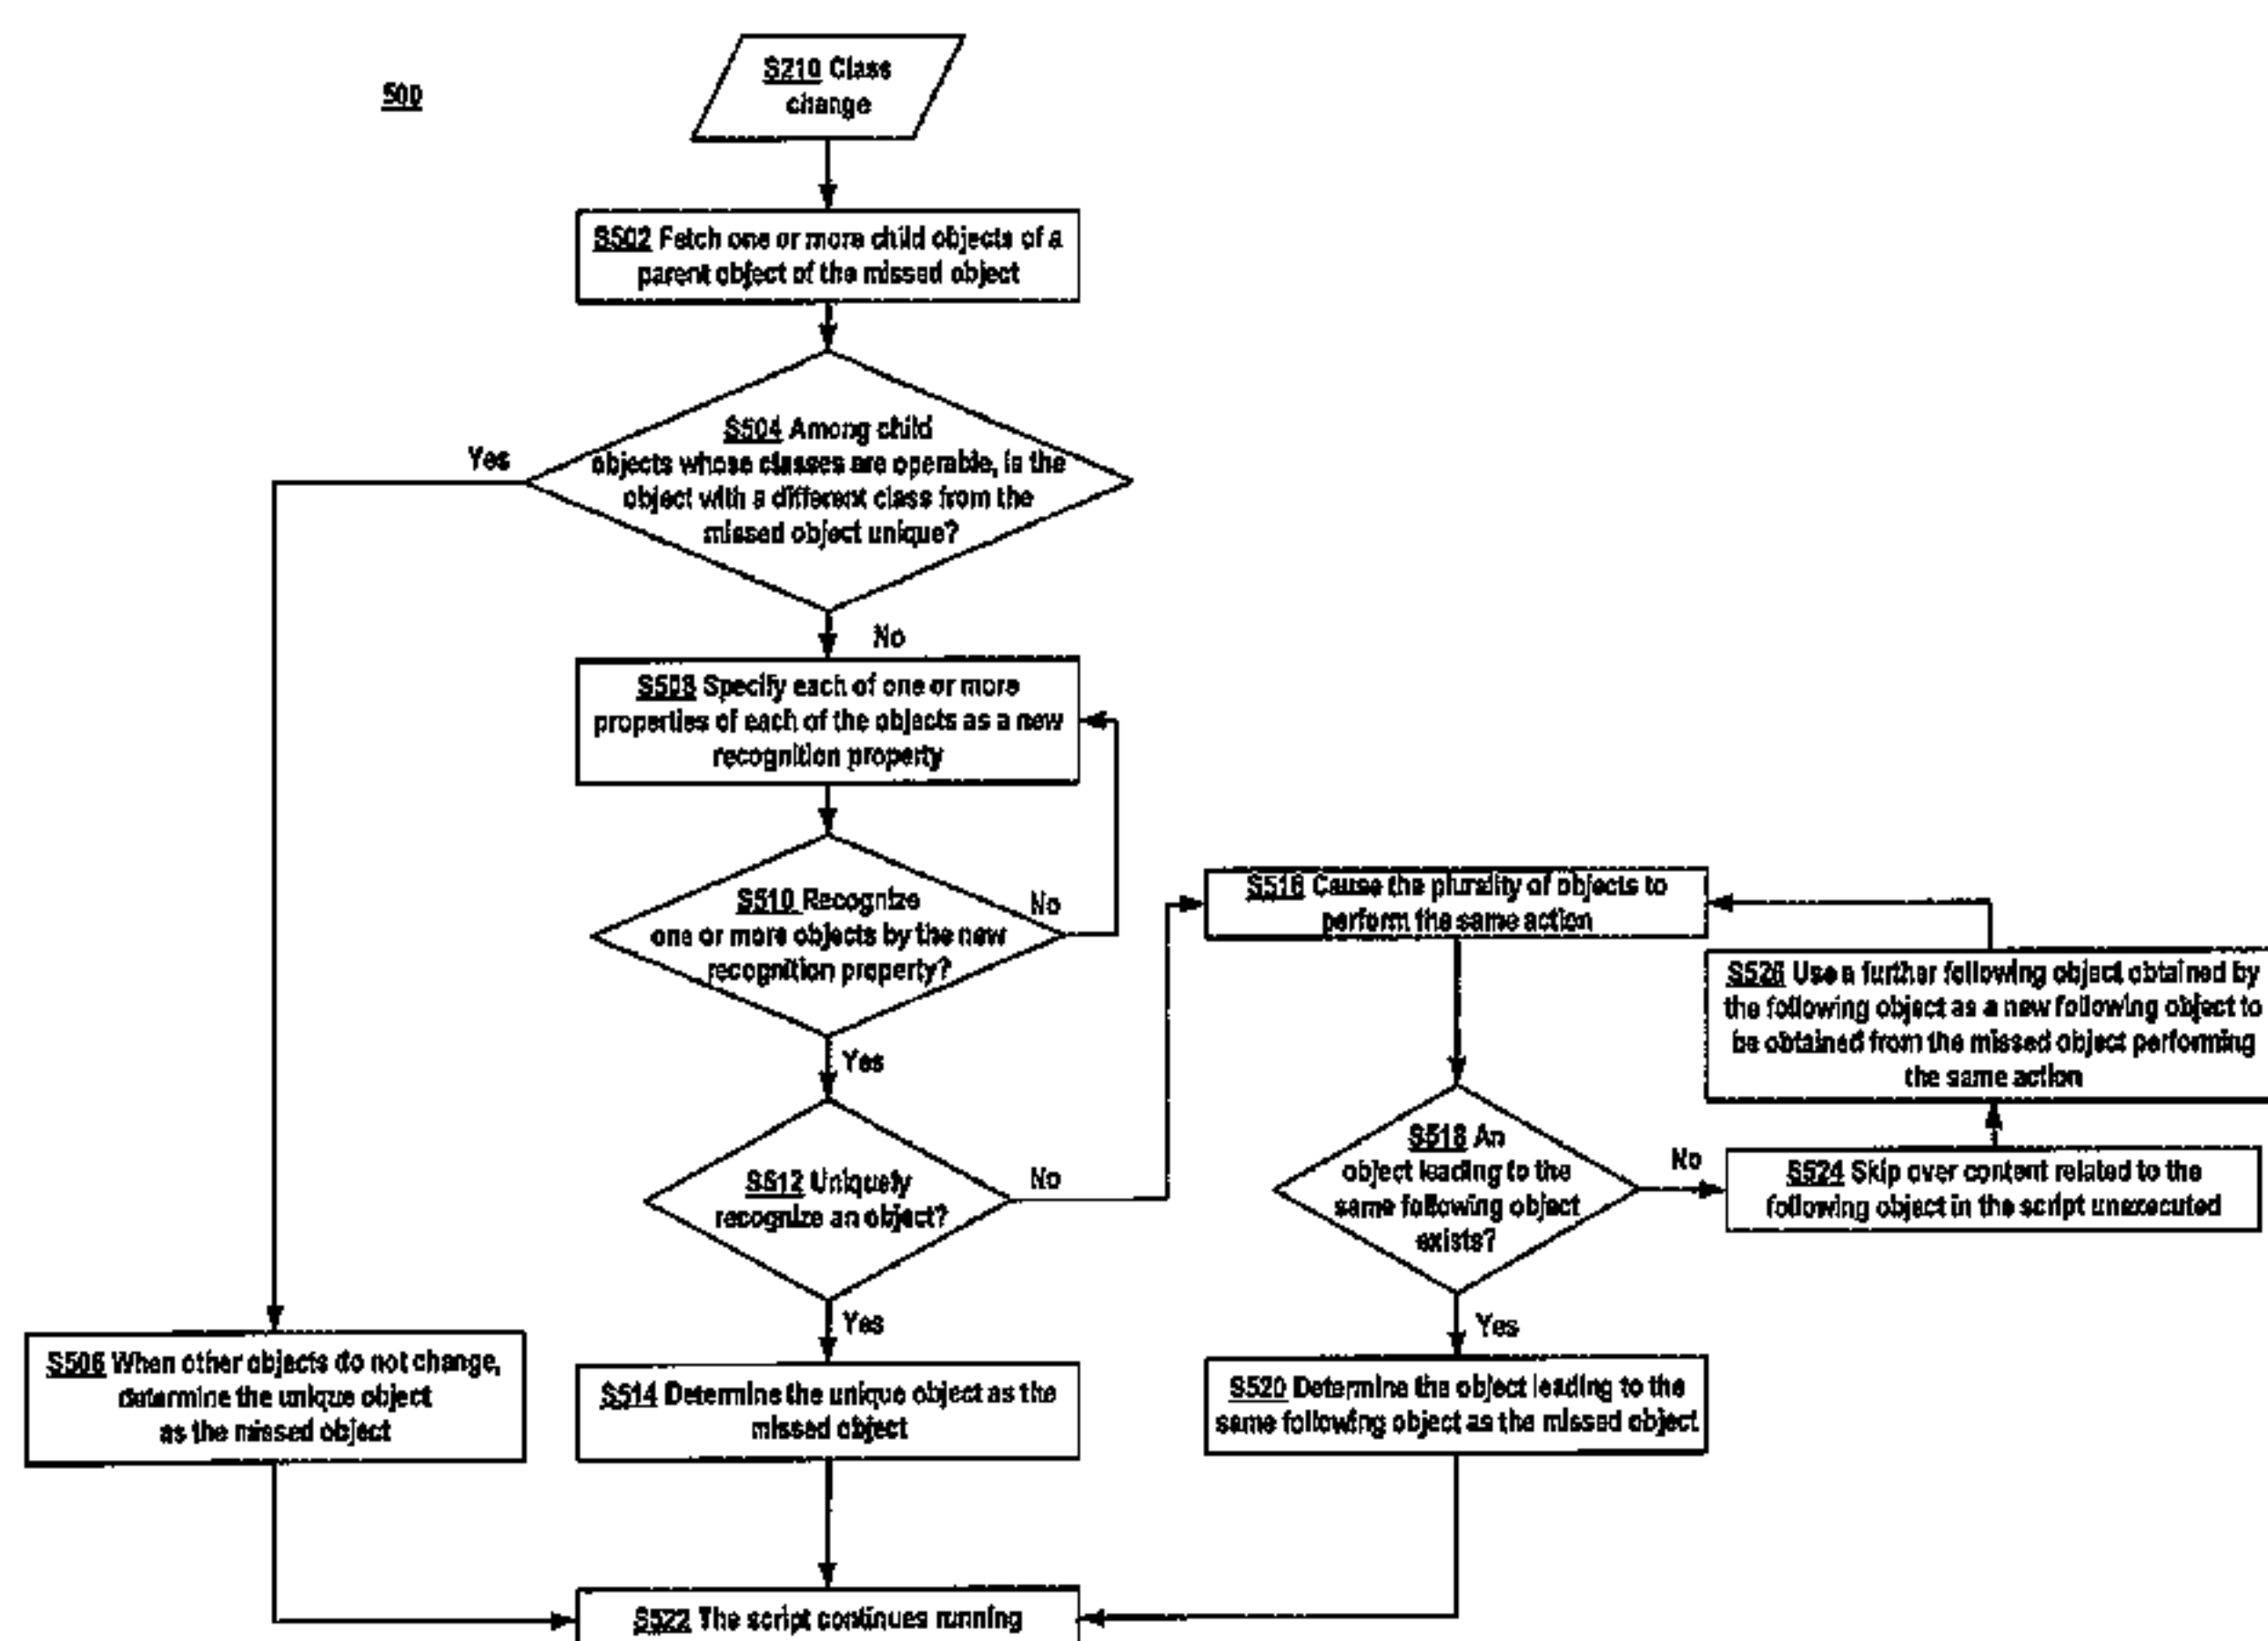 500
S210 Class
change
S502 Fetch one or more child objects of a
parent object of the missed object
S504 Among child
objects whose classes are operable, is the
object with a different class from the
missed object unique?
Yes
No
S508 Specify each of one or more
properties of each of the objects as a new
recognition property
S510 Recognize
one or more objects by the new
recognition property?
No
Yes
S512 Uniquely
recognize an object?
No
Yes
S516 Cause the plurality of objects to
perform the same action
S518 An
object leading to the
same following object
exists?
No
Yes
S526 Use a further following object obtained by
the following object as a new following object to
be obtained from the missed object performing
the same action
S524 Skip over content related to the
following object in the script unexecuted
S506 When other objects do not change,
determine the unique object
as the missed object
S514 Determine the unique object as the
missed object
S520 Determine the object leading to the
same following object as the missed object
S522 The script continues running